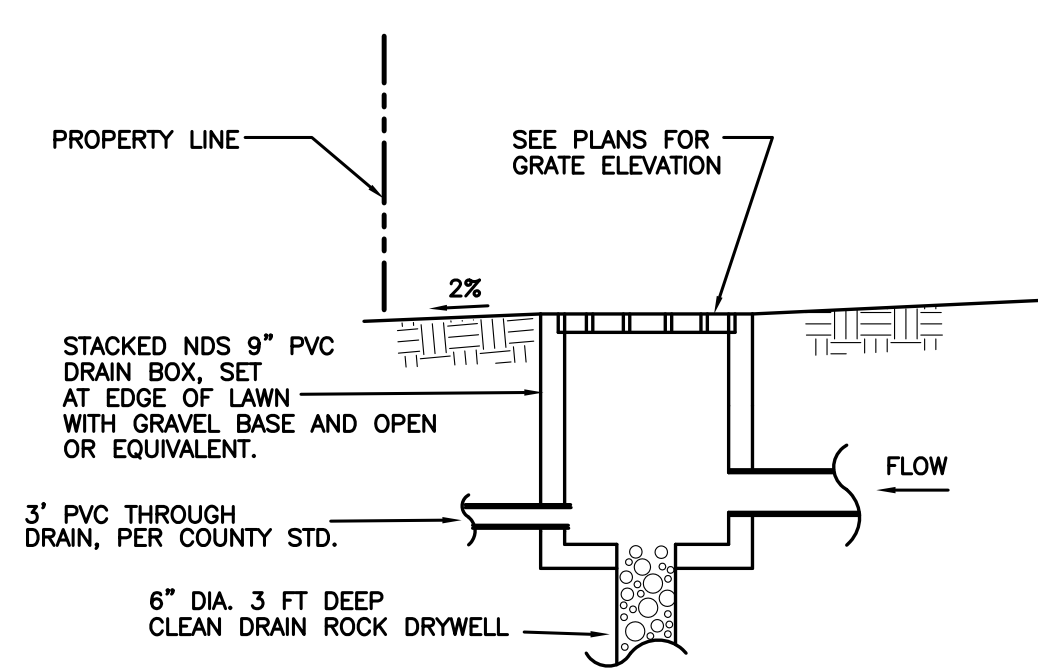 PROPERTY LINE
SEE PLANS FOR
GRATE ELEVATION
2%
STACKED NDS 9" PVC
DRAIN BOX, SET
AT EDGE OF LAWN
WITH GRAVEL BASE AND OPEN
OR EQUIVALENT.
FLOW
3' PVC THROUGH
DRAIN, PER COUNTY STD.
6" DIA. 3 FT DEEP
CLEAN DRAIN ROCK DRYWELL